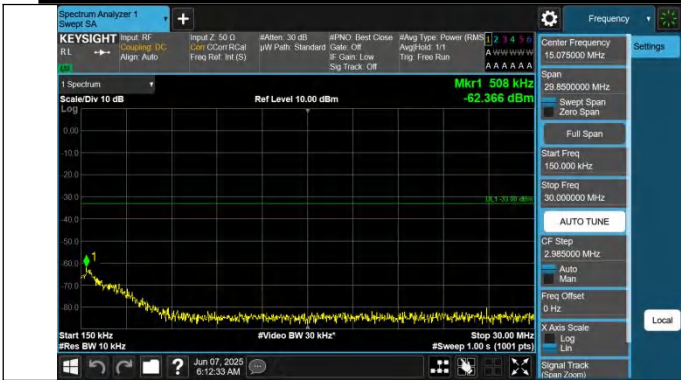 Spectrum Analyzer 1
Swept SA
+
Frequency
KEYSIGHT
RL
Input: RF
Coupling: DC
Align: Auto
Input Z: 50 Ω
Corr CCorr RCal
Freq Ref: Int (S)
#Atten: 30 dB
µW Path: Standard
#PNO: Best Close
Gate: Off
IF Gain: Low
Sig Track: Off
#Avg Type: Power (RMS)
Avg|Hold: 1/1
Trig: Free Run
1 2 3 4 5 6
A W W W W W
A A A A A A
1 Spectrum
Scale/Div 10 dB
Ref Level 10.00 dBm
Mkr1 508 kHz
-62.366 dBm
Log
0.00
-10.0
-20.0
-30.0
-40.0
-50.0
-60.0
-70.0
-80.0
1
Start 150 kHz
#Res BW 10 kHz
#Video BW 30 kHz*
Stop 30.00 MHz
#Sweep 1.00 s (1001 pts)
Jun 07, 2025
6:12:33 AM
?
Settings
Center Frequency
15.075000 MHz
Span
29.8500000 MHz
Swept Span
Zero Span
Full Span
Start Freq
150.000 kHz
Stop Freq
30.000000 MHz
AUTO TUNE
CF Step
2.985000 MHz
Auto
Man
Freq Offset
0 Hz
X Axis Scale
Log
Lin
Signal Track
(Span Zoom)
Local